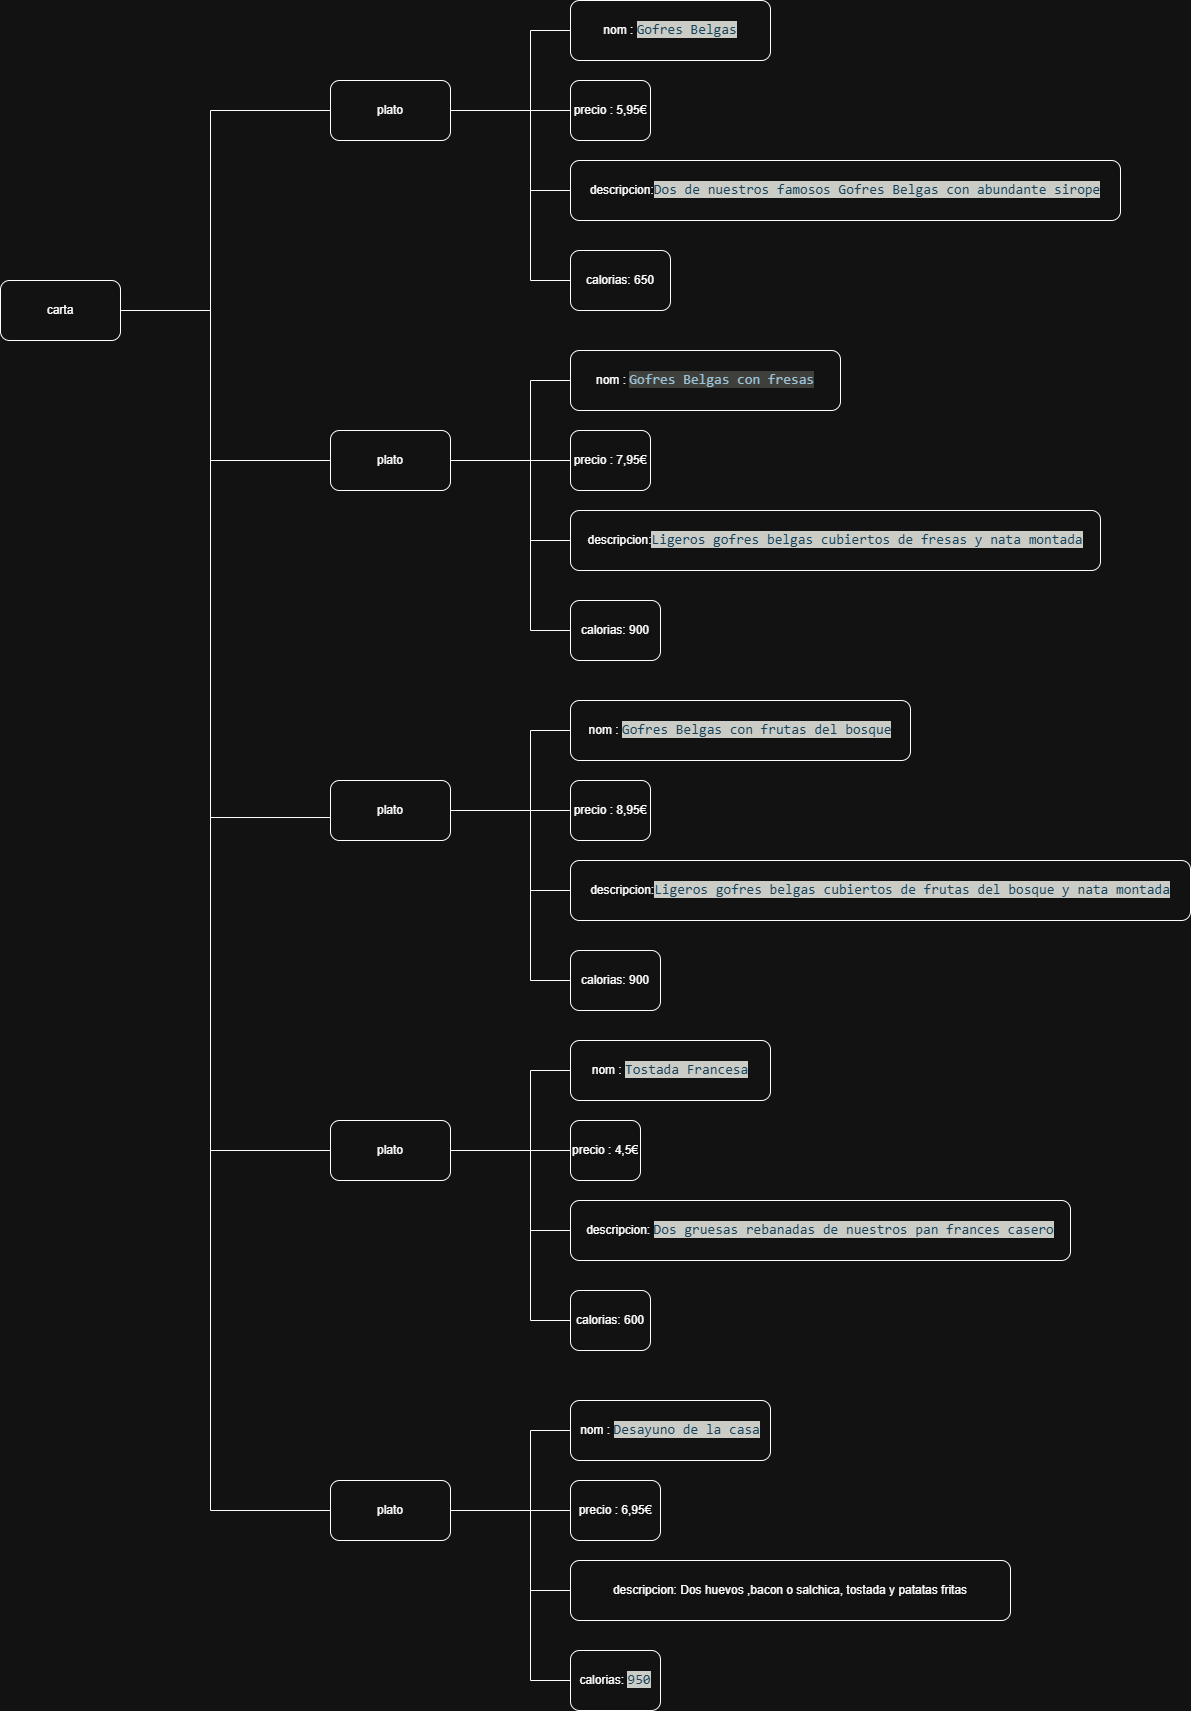 nom : Gofres Belgas
plato
precio : 5,95€
descripcion:Dos de nuestros famosos Gofres Belgas con abundante sirope
calorias: 650
carta
nom : Gofres Belgas con fresas
plato
precio : 7,95€
descripcion:Ligeros gofres belgas cubiertos de fresas y nata montada
calorias: 900
nom : Gofres Belgas con frutas del bosque
plato
precio : 8,95€
descripcion:Ligeros gofres belgas cubiertos de frutas del bosque y nata montada
calorias: 900
nom : Tostada Francesa
plato
precio : 4,5€
descripcion: Dos gruesas rebanadas de nuestros pan frances casero
calorias: 600
nom : Desayuno de la casa
plato
precio : 6,95€
descripcion: Dos huevos ,bacon o salchica, tostada y patatas fritas
calorias: 950